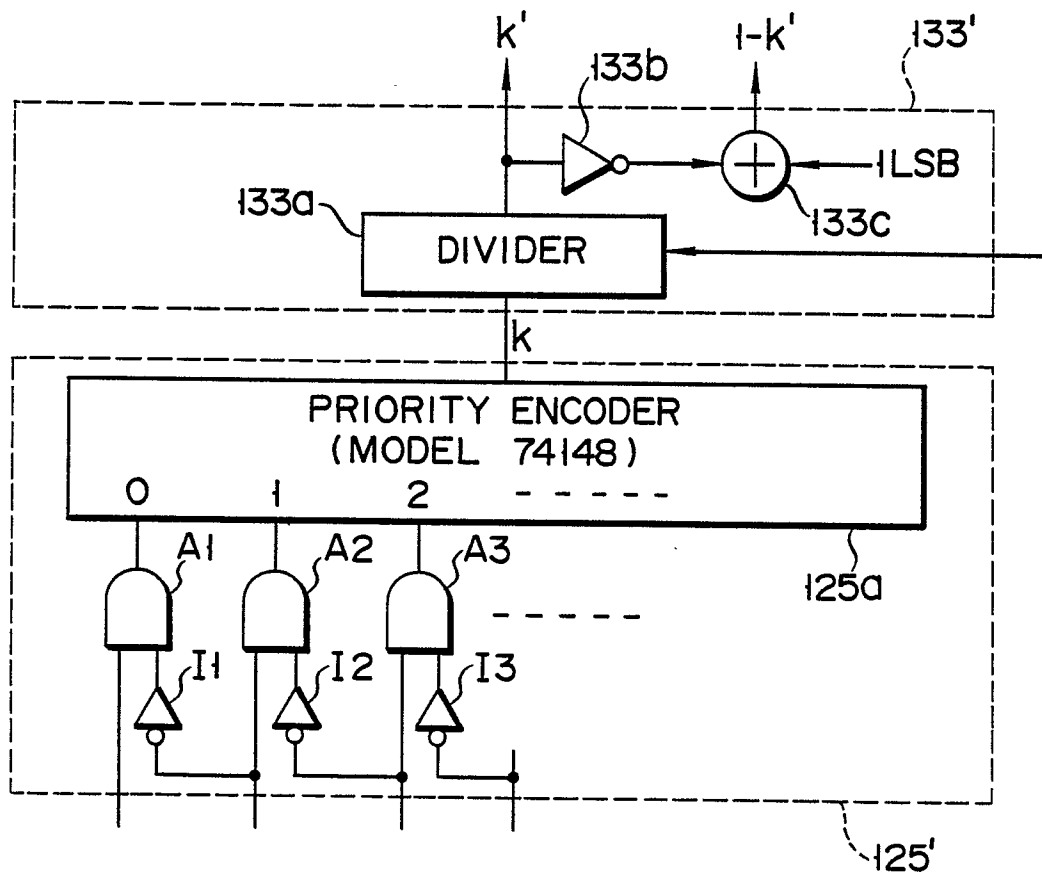 k' 1-k' 133'
133b
1LSB
133a 133c
DIVIDER
k
PRIORITY ENCODER
(MODEL 74148)
0 1 2 -----
A1 A2 A3 125a
-----
I1 I2 I3
125'